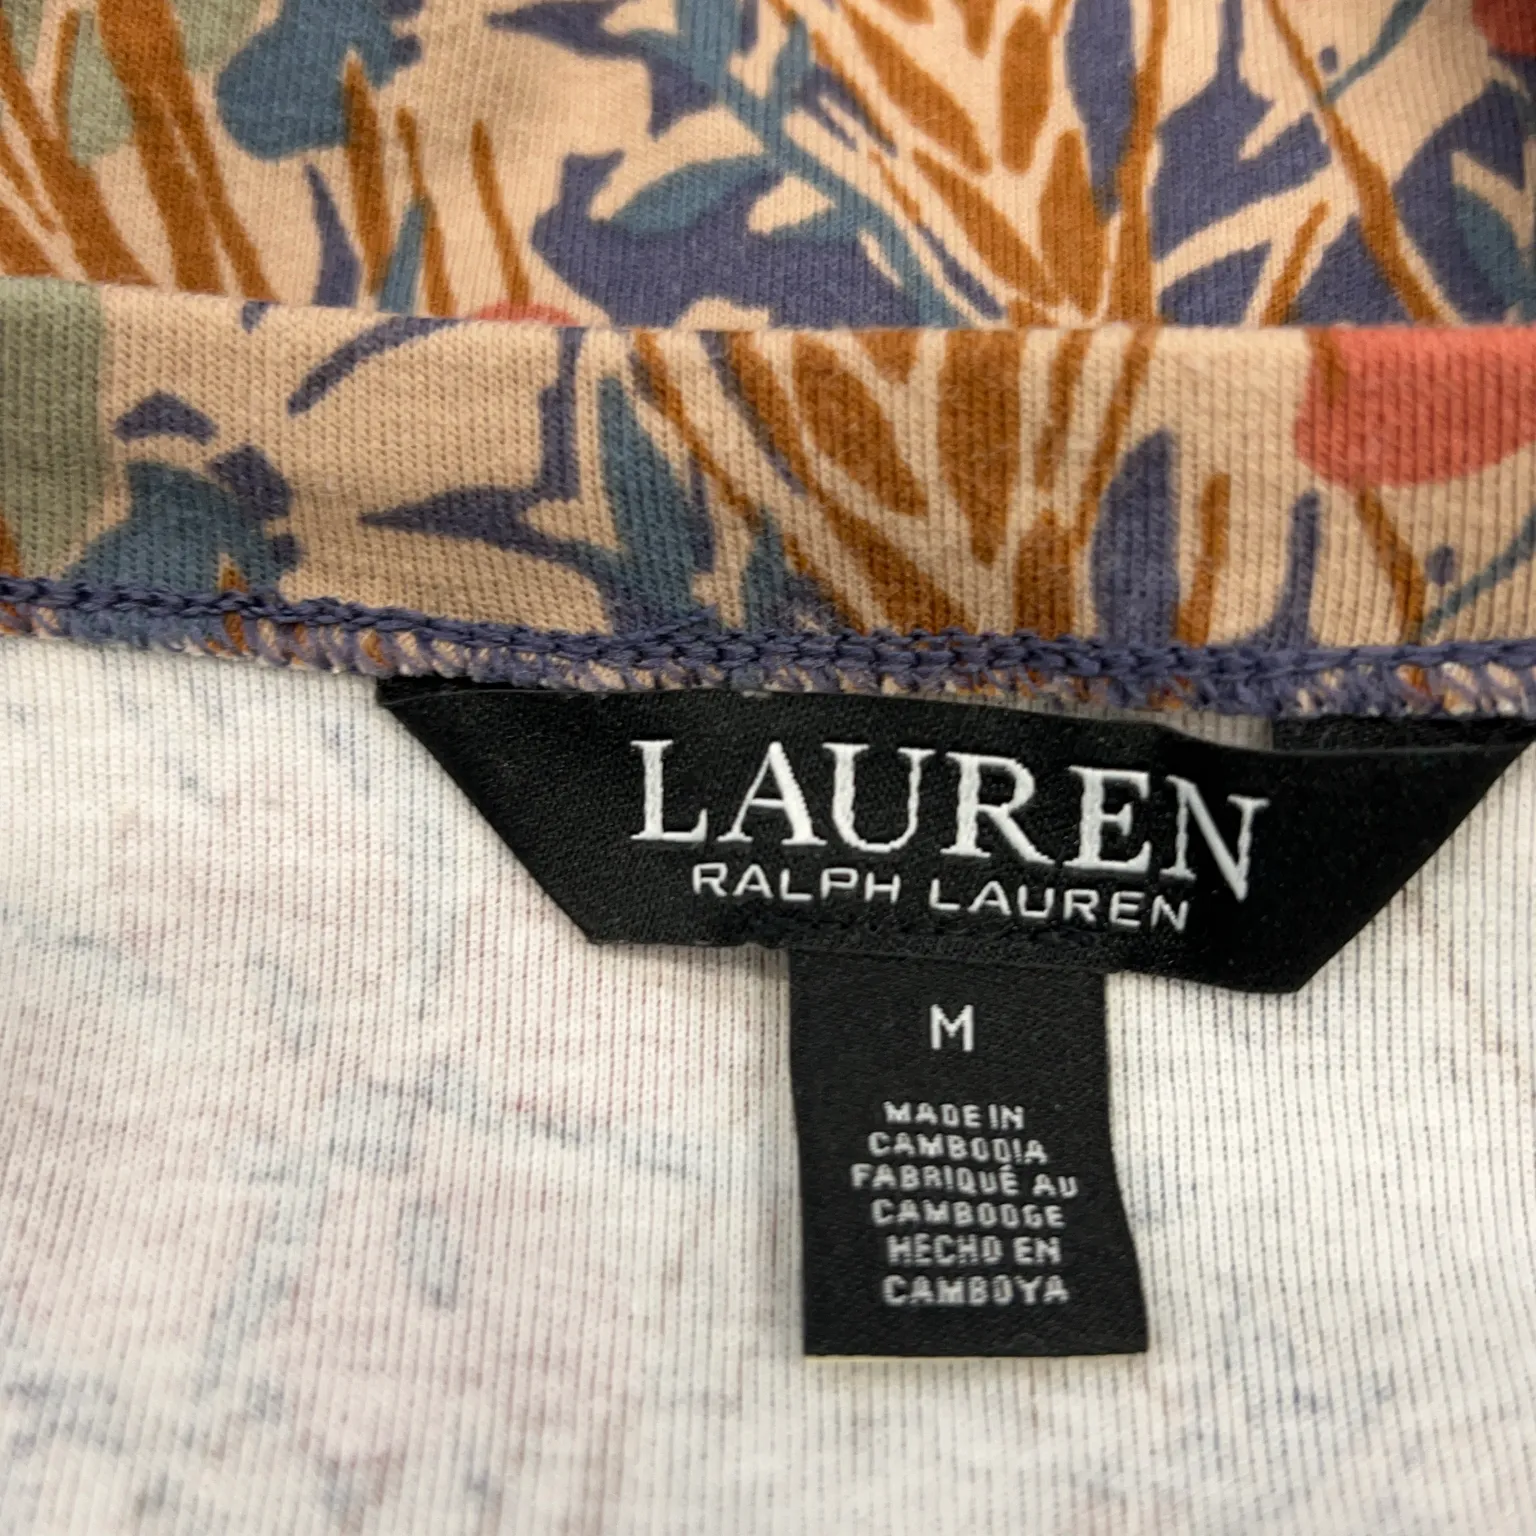 LAUREN
RALPH LAUREN
M
MADE IN
CAMBODIA
FABRIQUÉ AU
CAMBODGE
HECHO EN
CAMBOYA